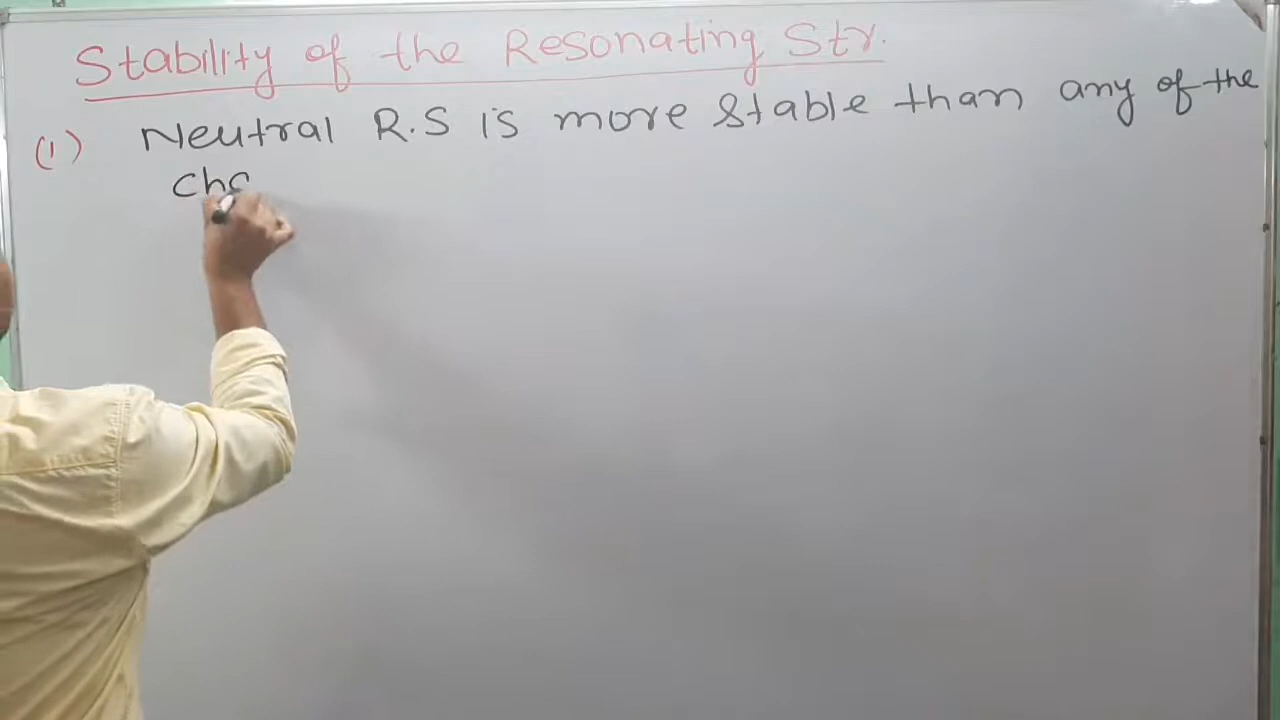 Stability of the Resonating Str.
(1) Neutral R.S is more stable than any of the
Cha